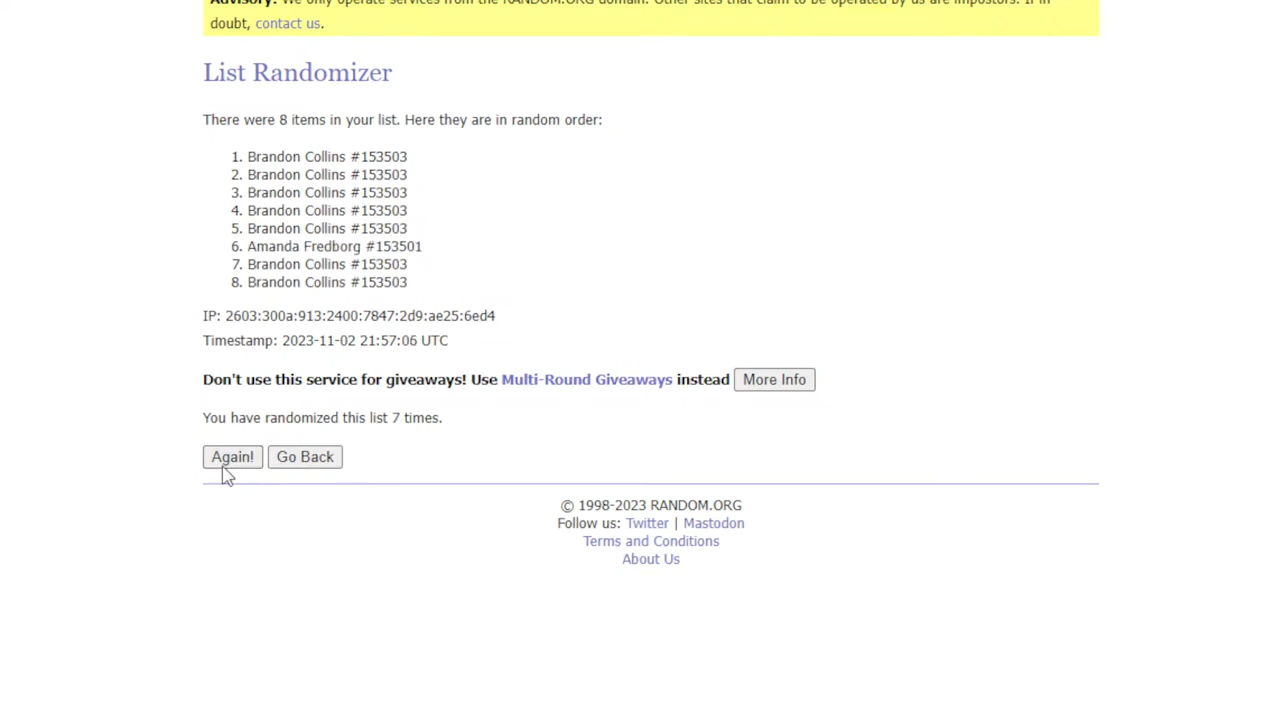 Advisory: We only operate services from the RANDOM.ORG domain. Other sites that claim to be operated by us are impostors. If in
doubt, contact us.
List Randomizer
There were 8 items in your list. Here they are in random order:
1. Brandon Collins #153503
2. Brandon Collins #153503
3. Brandon Collins #153503
4. Brandon Collins #153503
5. Brandon Collins #153503
6. Amanda Fredborg #153501
7. Brandon Collins #153503
8. Brandon Collins #153503
IP: 2603:300a:913:2400:7847:2d9:ae25:6ed4
Timestamp: 2023-11-02 21:57:06 UTC
Don't use this service for giveaways! Use Multi-Round Giveaways instead More Info
You have randomized this list 7 times.
Again! Go Back
© 1998-2023 RANDOM.ORG
Follow us: Twitter | Mastodon
Terms and Conditions
About Us